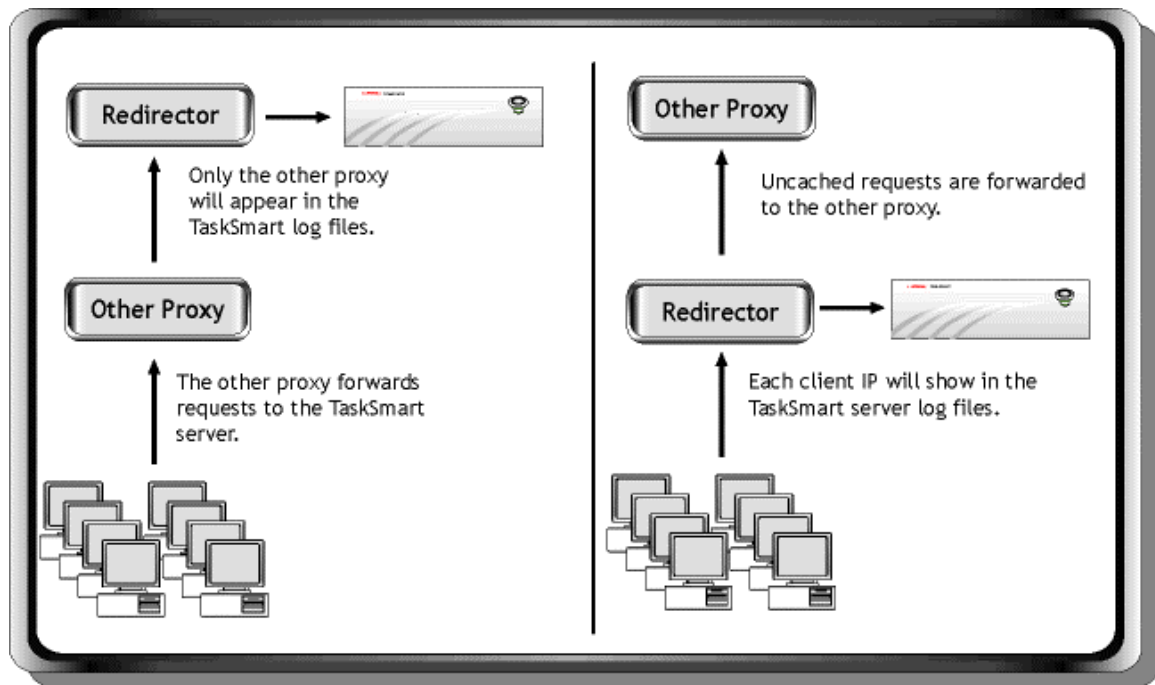 Redirector
Only the other proxy
will appear in the
TaskSmart log files.
Other Proxy
The other proxy forwards
requests to the TaskSmart
server.
Other Proxy
Uncached requests are forwarded
to the other proxy.
Redirector
Each client IP will show in the
TaskSmart server log files.